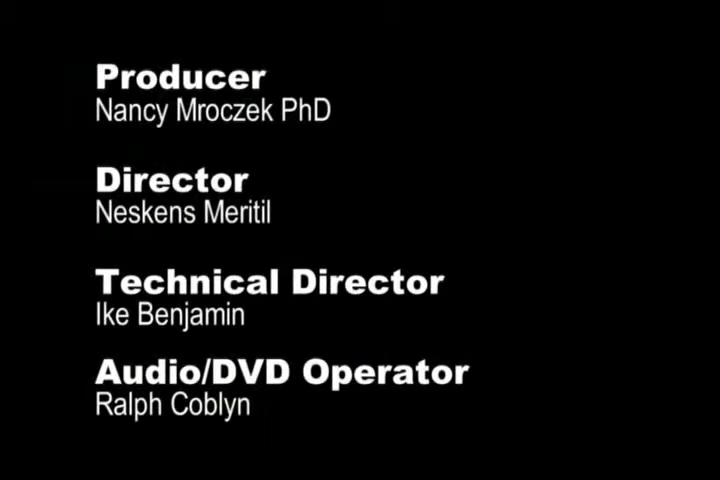 Producer
Nancy Mroczek PhD
Director
Neskens Meritil
Technical Director
Ike Benjamin
Audio/DVD Operator
Ralph Coblyn